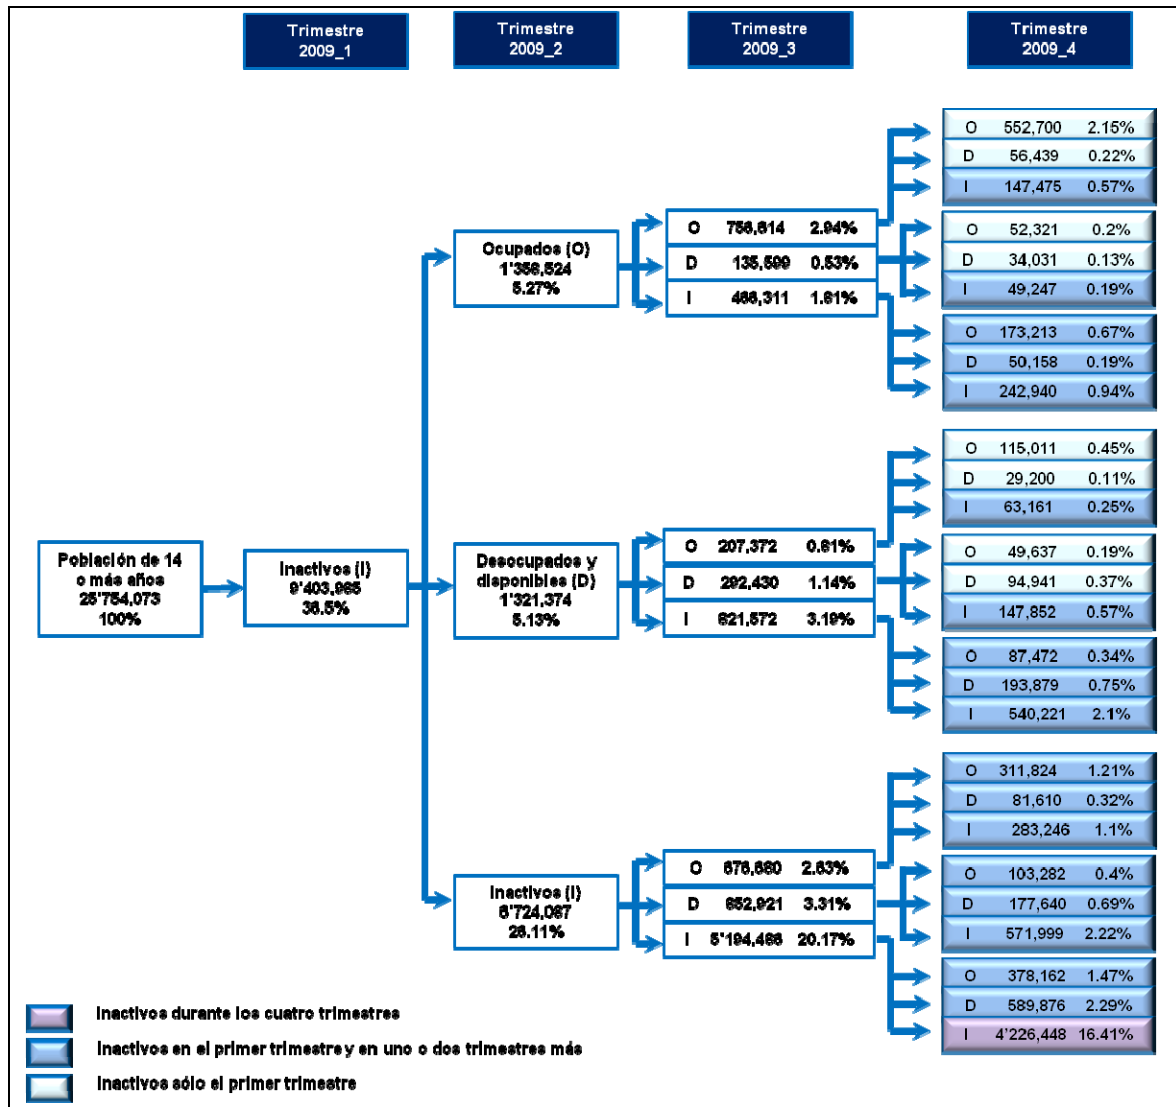 Trimestre
2009_1
Trimestre
2009_2
Trimestre
2009_3
Trimestre
2009_4
Población de 14
o más años
25'754,073
100%
Inactivos (I)
9'403,985
36.5%
Ocupados (O)
1'358,524
5.27%
O 756,614 2.94%
D 135,599 0.53%
I 466,311 1.81%
O 552,700 2.15%
D 56,439 0.22%
I 147,475 0.57%
O 52,321 0.2%
D 34,031 0.13%
I 49,247 0.19%
O 173,213 0.67%
D 50,158 0.19%
I 242,940 0.94%
Desocupados y
disponibles (D)
1'321,374
5.13%
O 207,372 0.81%
D 292,430 1.14%
I 821,572 3.19%
O 115,011 0.45%
D 29,200 0.11%
I 63,161 0.25%
O 49,637 0.19%
D 94,941 0.37%
I 147,852 0.57%
O 87,472 0.34%
D 193,879 0.75%
I 540,221 2.1%
Inactivos (I)
6'724,087
26.11%
O 676,680 2.63%
D 852,921 3.31%
I 5'194,486 20.17%
O 311,824 1.21%
D 81,610 0.32%
I 283,246 1.1%
O 103,282 0.4%
D 177,640 0.69%
I 571,999 2.22%
O 378,162 1.47%
D 589,876 2.29%
I 4'226,448 16.41%
Inactivos durante los cuatro trimestres
Inactivos en el primer trimestre y en uno o dos trimestres más
Inactivos sólo el primer trimestre